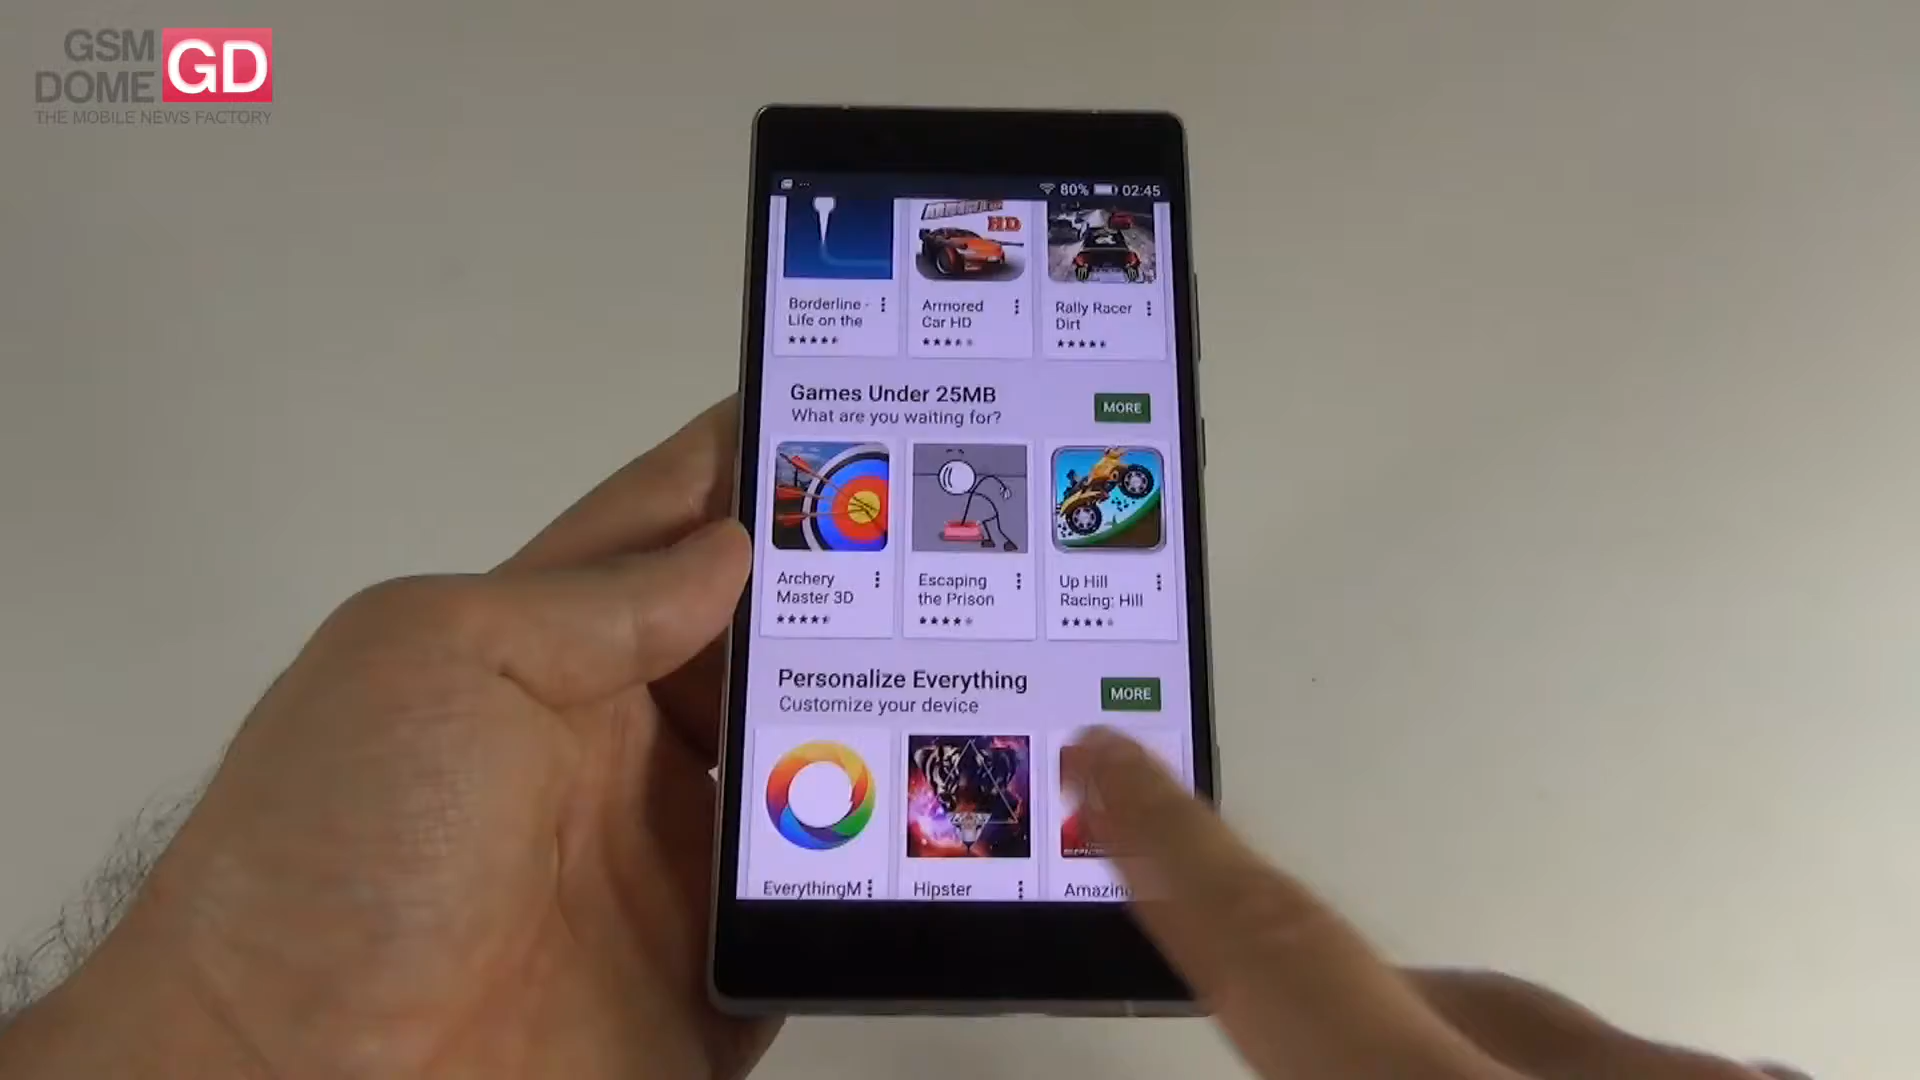 GSM
DOME
GD
THE MOBILE NEWS FACTORY
80% 02:45
HD
Borderline -
Life on the
Armored
Car HD
Rally Racer
Dirt
Games Under 25MB
What are you waiting for?
MORE
Archery
Master 3D
Escaping
the Prison
Up Hill
Racing: Hill
Personalize Everything
Customize your device
MORE
EverythingM
Hipster
Amazing